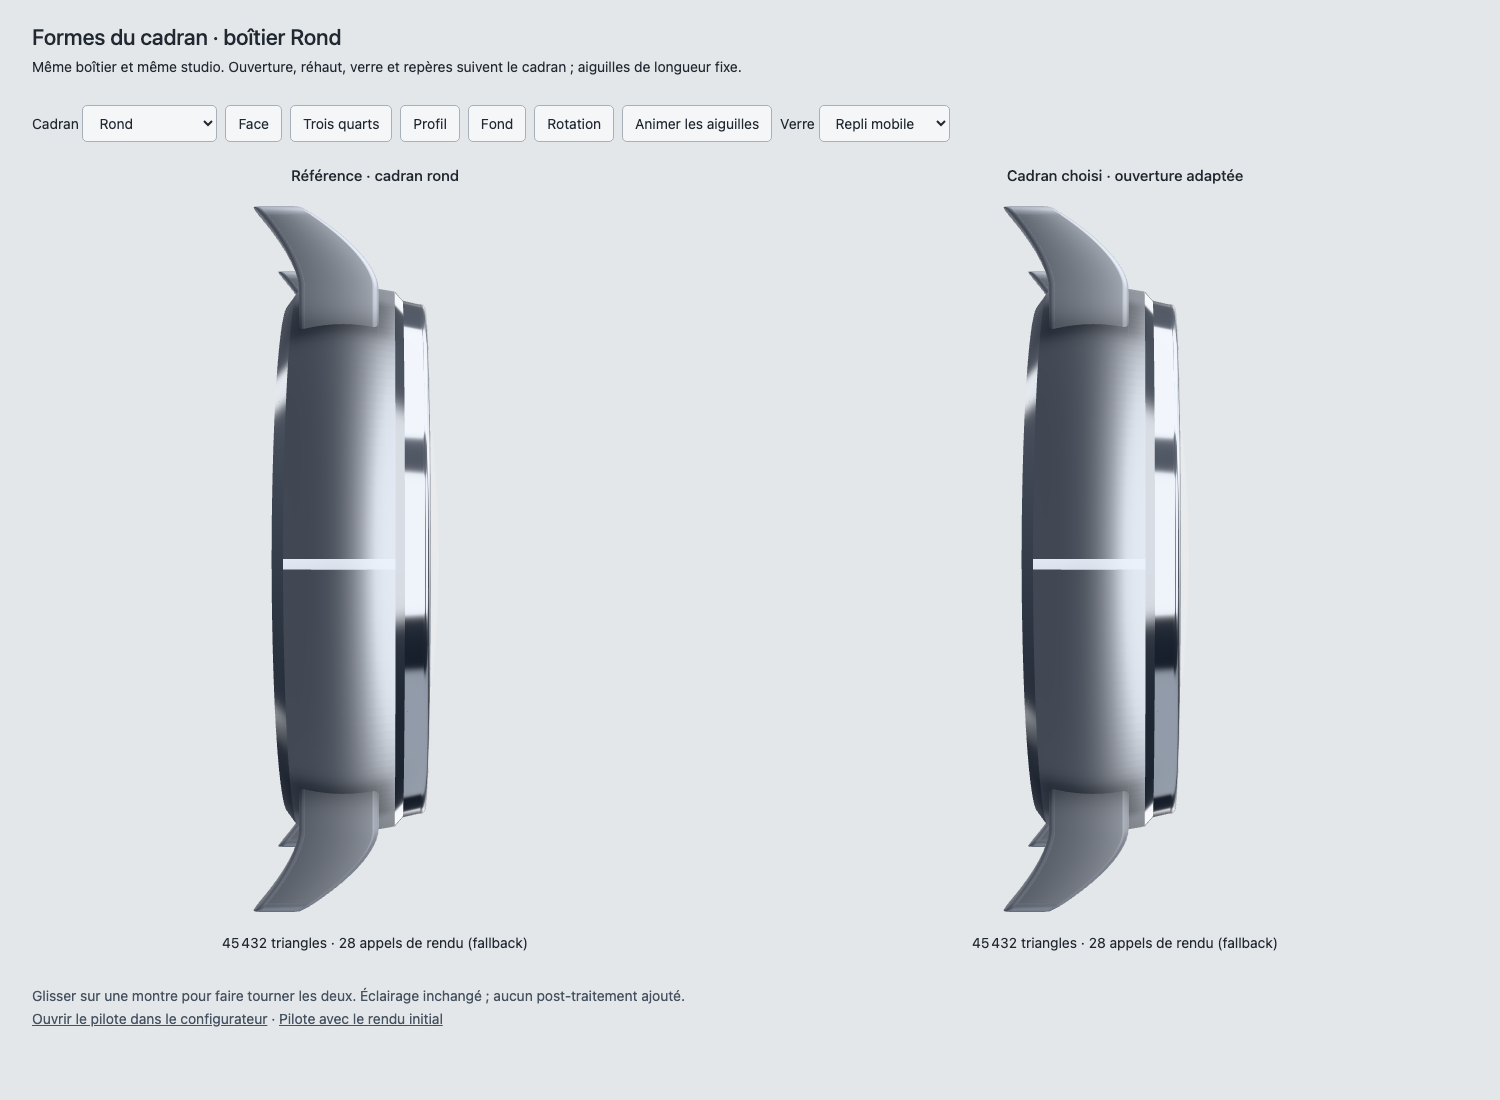 Formes du cadran · boîtier Rond
Même boîtier et même studio. Ouverture, réhaut, verre et repères suivent le cadran ; aiguilles de longueur fixe.
Cadran Rond Face Trois quarts Profil Fond Rotation Animer les aiguilles Verre Repli mobile
Référence · cadran rond
Cadran choisi · ouverture adaptée
45 432 triangles · 28 appels de rendu (fallback)
45 432 triangles · 28 appels de rendu (fallback)
Glisser sur une montre pour faire tourner les deux. Éclairage inchangé ; aucun post-traitement ajouté.
Ouvrir le pilote dans le configurateur · Pilote avec le rendu initial